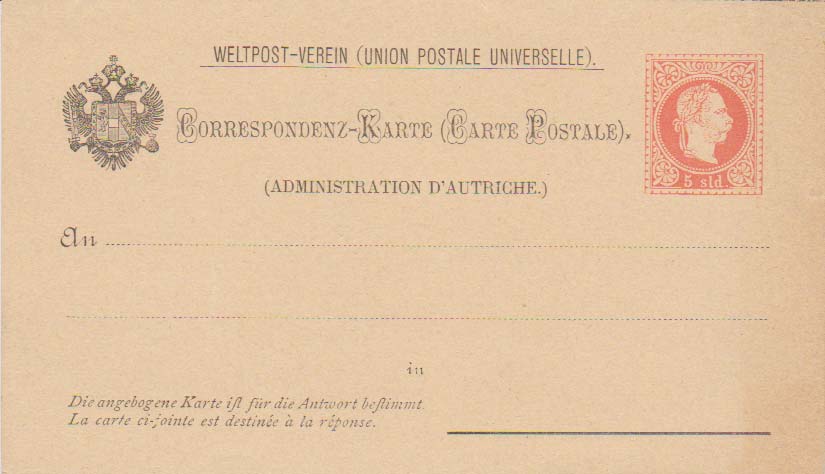 WELTPOST-VEREIN (UNION POSTALE UNIVERSELLE).
CORRESPONDENZ-KARTE (CARTE POSTALE).
(ADMINISTRATION D'AUTRICHE.)
5 sld.
An
in
Die angebogene Karte iſt für die Antwort beſtimmt.
La carte ci-jointe est destinée à la réponse.